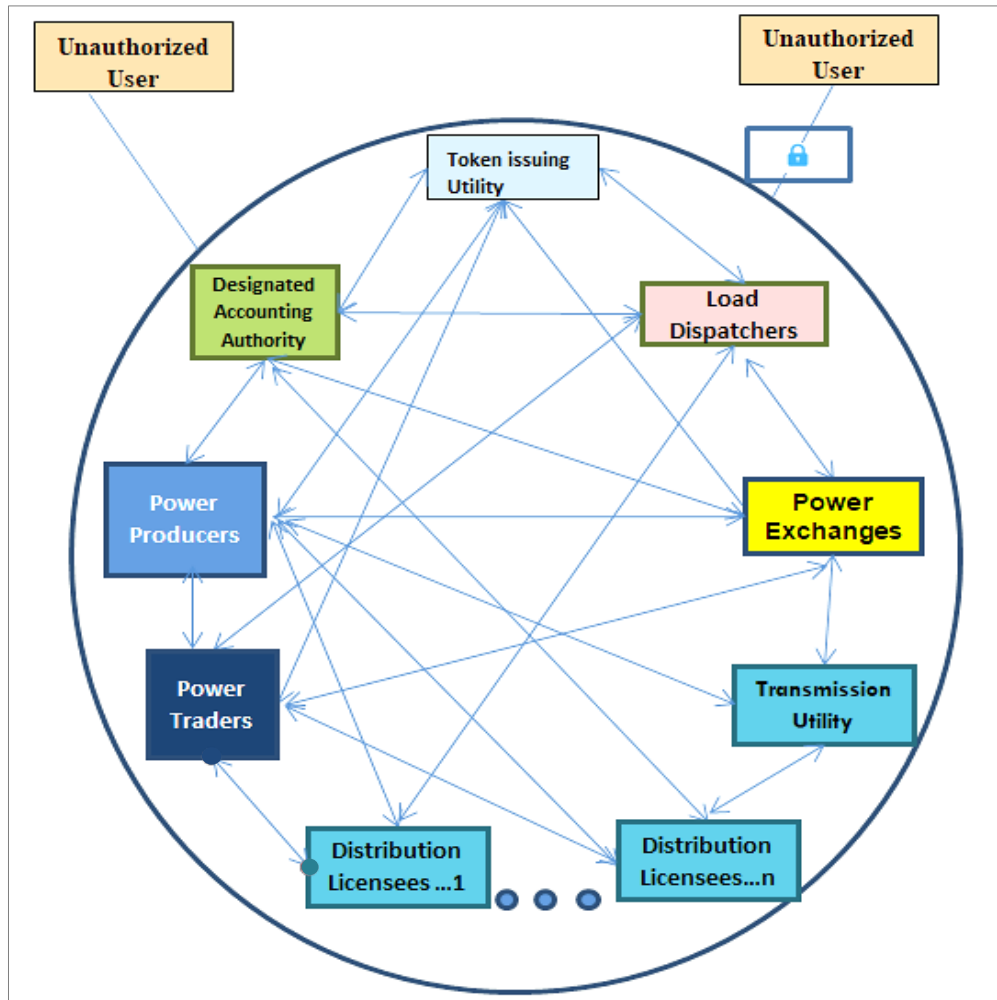 Unauthorized
User
Unauthorized
User
Token issuing
Utility
Designated
Accounting
Authority
Load
Dispatchers
Power
Producers
Power
Exchanges
Power
Traders
Transmission
Utility
Distribution
Licensees ...1
Distribution
Licensees...n